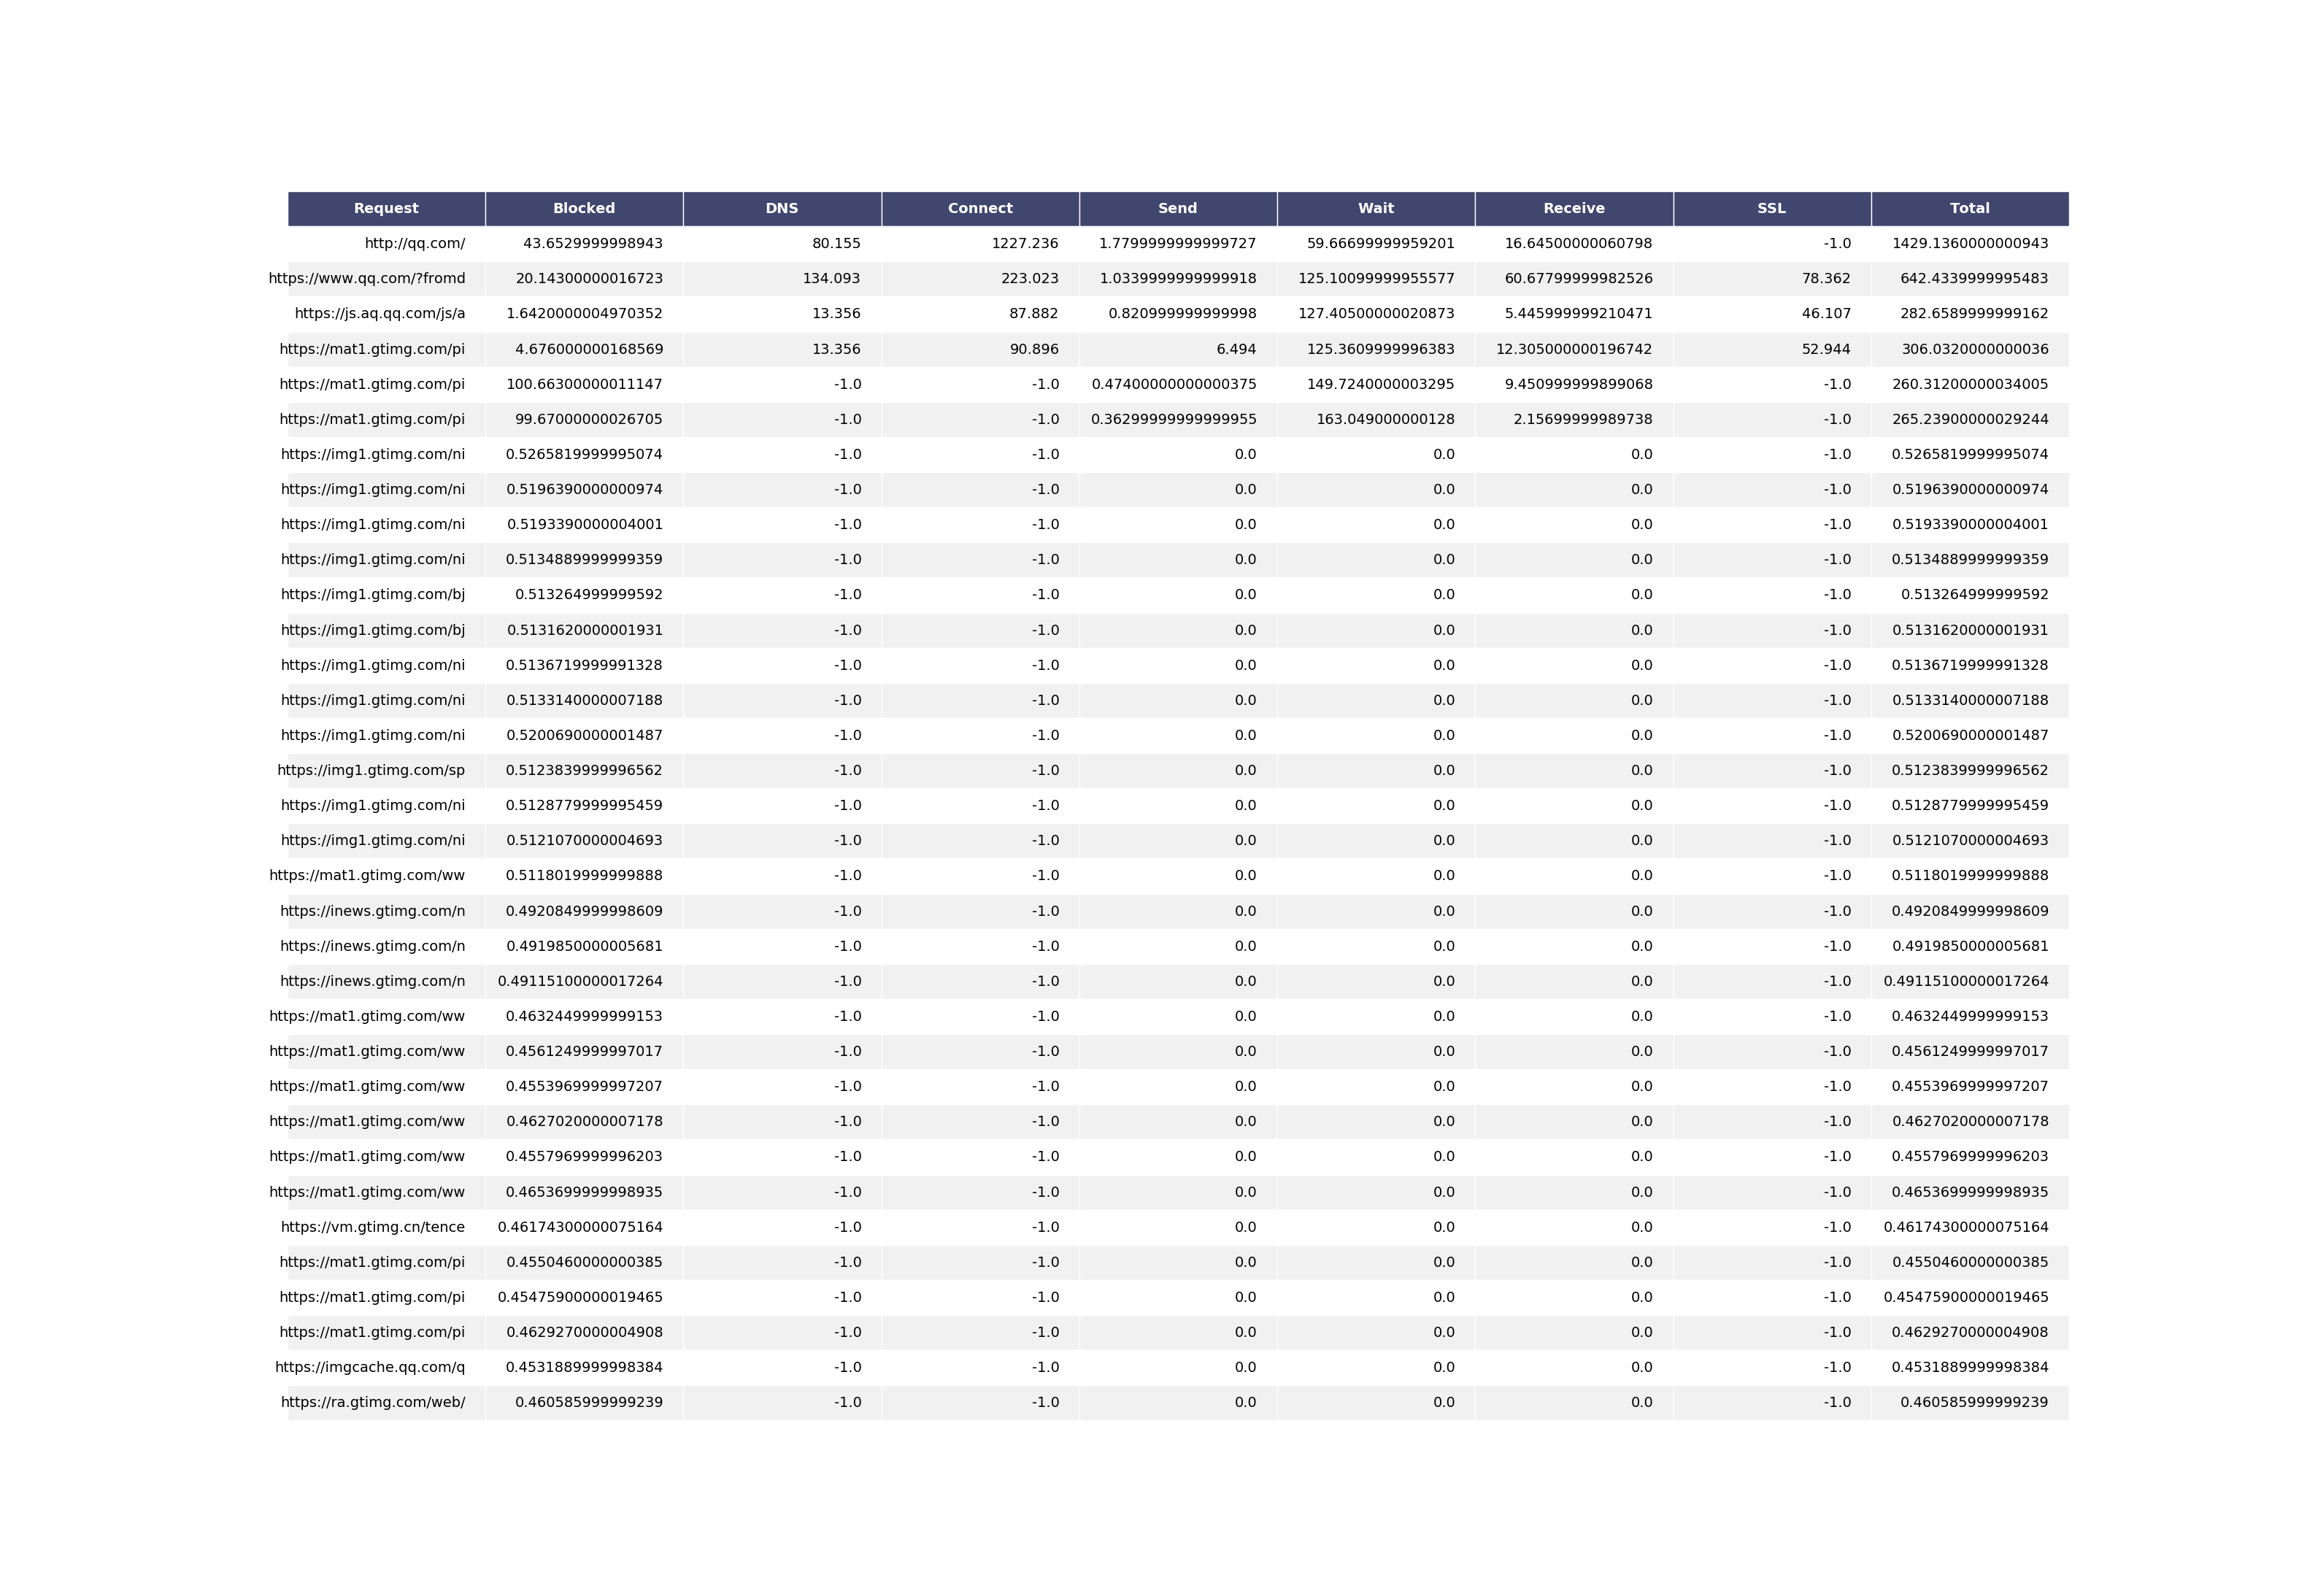 Request Blocked DNS Connect Send Wait Receive SSL Total
http://qq.com/ 43.6529999998943 80.155 1227.236 1.7799999999999727 59.66699999959201 16.64500000060798 -1.0 1429.1360000000943
https://www.qq.com/?fromd 20.14300000016723 134.093 223.023 1.0339999999999918 125.10099999955577 60.67799999982526 78.362 642.4339999995483
https://js.aq.qq.com/js/a 1.6420000004970352 13.356 87.882 0.820999999999998 127.40500000020873 5.445999999210471 46.107 282.6589999999162
https://mat1.gtimg.com/pi 4.676000000168569 13.356 90.896 6.494 125.3609999996383 12.305000000196742 52.944 306.0320000000036
https://mat1.gtimg.com/pi 100.66300000011147 -1.0 -1.0 0.47400000000000375 149.7240000003295 9.450999999899068 -1.0 260.31200000034005
https://mat1.gtimg.com/pi 99.67000000026705 -1.0 -1.0 0.36299999999999955 163.049000000128 2.15699999989738 -1.0 265.23900000029244
https://img1.gtimg.com/ni 0.5265819999995074 -1.0 -1.0 0.0 0.0 0.0 -1.0 0.5265819999995074
https://img1.gtimg.com/ni 0.5196390000000974 -1.0 -1.0 0.0 0.0 0.0 -1.0 0.5196390000000974
https://img1.gtimg.com/ni 0.5193390000004001 -1.0 -1.0 0.0 0.0 0.0 -1.0 0.5193390000004001
https://img1.gtimg.com/ni 0.5134889999999359 -1.0 -1.0 0.0 0.0 0.0 -1.0 0.5134889999999359
https://img1.gtimg.com/bj 0.513264999999592 -1.0 -1.0 0.0 0.0 0.0 -1.0 0.513264999999592
https://img1.gtimg.com/bj 0.5131620000001931 -1.0 -1.0 0.0 0.0 0.0 -1.0 0.5131620000001931
https://img1.gtimg.com/ni 0.5136719999991328 -1.0 -1.0 0.0 0.0 0.0 -1.0 0.5136719999991328
https://img1.gtimg.com/ni 0.5133140000007188 -1.0 -1.0 0.0 0.0 0.0 -1.0 0.5133140000007188
https://img1.gtimg.com/ni 0.5200690000001487 -1.0 -1.0 0.0 0.0 0.0 -1.0 0.5200690000001487
https://img1.gtimg.com/sp 0.5123839999996562 -1.0 -1.0 0.0 0.0 0.0 -1.0 0.5123839999996562
https://img1.gtimg.com/ni 0.5128779999995459 -1.0 -1.0 0.0 0.0 0.0 -1.0 0.5128779999995459
https://img1.gtimg.com/ni 0.5121070000004693 -1.0 -1.0 0.0 0.0 0.0 -1.0 0.5121070000004693
https://mat1.gtimg.com/ww 0.5118019999999888 -1.0 -1.0 0.0 0.0 0.0 -1.0 0.5118019999999888
https://inews.gtimg.com/n 0.4920849999998609 -1.0 -1.0 0.0 0.0 0.0 -1.0 0.4920849999998609
https://inews.gtimg.com/n 0.4919850000005681 -1.0 -1.0 0.0 0.0 0.0 -1.0 0.4919850000005681
https://inews.gtimg.com/n 0.49115100000017264 -1.0 -1.0 0.0 0.0 0.0 -1.0 0.49115100000017264
https://mat1.gtimg.com/ww 0.4632449999999153 -1.0 -1.0 0.0 0.0 0.0 -1.0 0.4632449999999153
https://mat1.gtimg.com/ww 0.4561249999997017 -1.0 -1.0 0.0 0.0 0.0 -1.0 0.4561249999997017
https://mat1.gtimg.com/ww 0.4553969999997207 -1.0 -1.0 0.0 0.0 0.0 -1.0 0.4553969999997207
https://mat1.gtimg.com/ww 0.4627020000007178 -1.0 -1.0 0.0 0.0 0.0 -1.0 0.4627020000007178
https://mat1.gtimg.com/ww 0.4557969999996203 -1.0 -1.0 0.0 0.0 0.0 -1.0 0.4557969999996203
https://mat1.gtimg.com/ww 0.4653699999998935 -1.0 -1.0 0.0 0.0 0.0 -1.0 0.4653699999998935
https://vm.gtimg.cn/tence 0.46174300000075164 -1.0 -1.0 0.0 0.0 0.0 -1.0 0.46174300000075164
https://mat1.gtimg.com/pi 0.4550460000000385 -1.0 -1.0 0.0 0.0 0.0 -1.0 0.4550460000000385
https://mat1.gtimg.com/pi 0.45475900000019465 -1.0 -1.0 0.0 0.0 0.0 -1.0 0.45475900000019465
https://mat1.gtimg.com/pi 0.4629270000004908 -1.0 -1.0 0.0 0.0 0.0 -1.0 0.4629270000004908
https://imgcache.qq.com/q 0.4531889999998384 -1.0 -1.0 0.0 0.0 0.0 -1.0 0.4531889999998384
https://ra.gtimg.com/web/ 0.460585999999239 -1.0 -1.0 0.0 0.0 0.0 -1.0 0.460585999999239